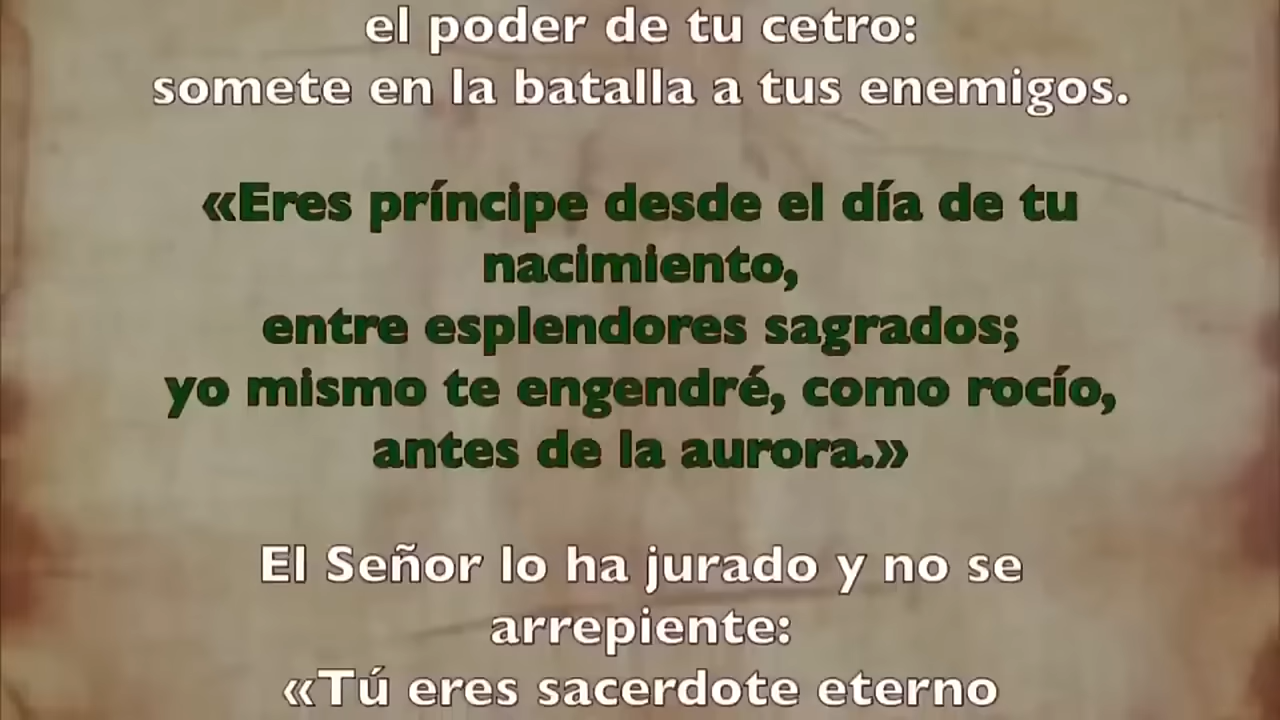 el poder de tu cetro:
somete en la batalla a tus enemigos.
«Eres príncipe desde el día de tu
nacimiento,
entre esplendores sagrados;
yo mismo te engendré, como rocío,
antes de la aurora.»
El Señor lo ha jurado y no se
arrepiente:
«Tú eres sacerdote eterno